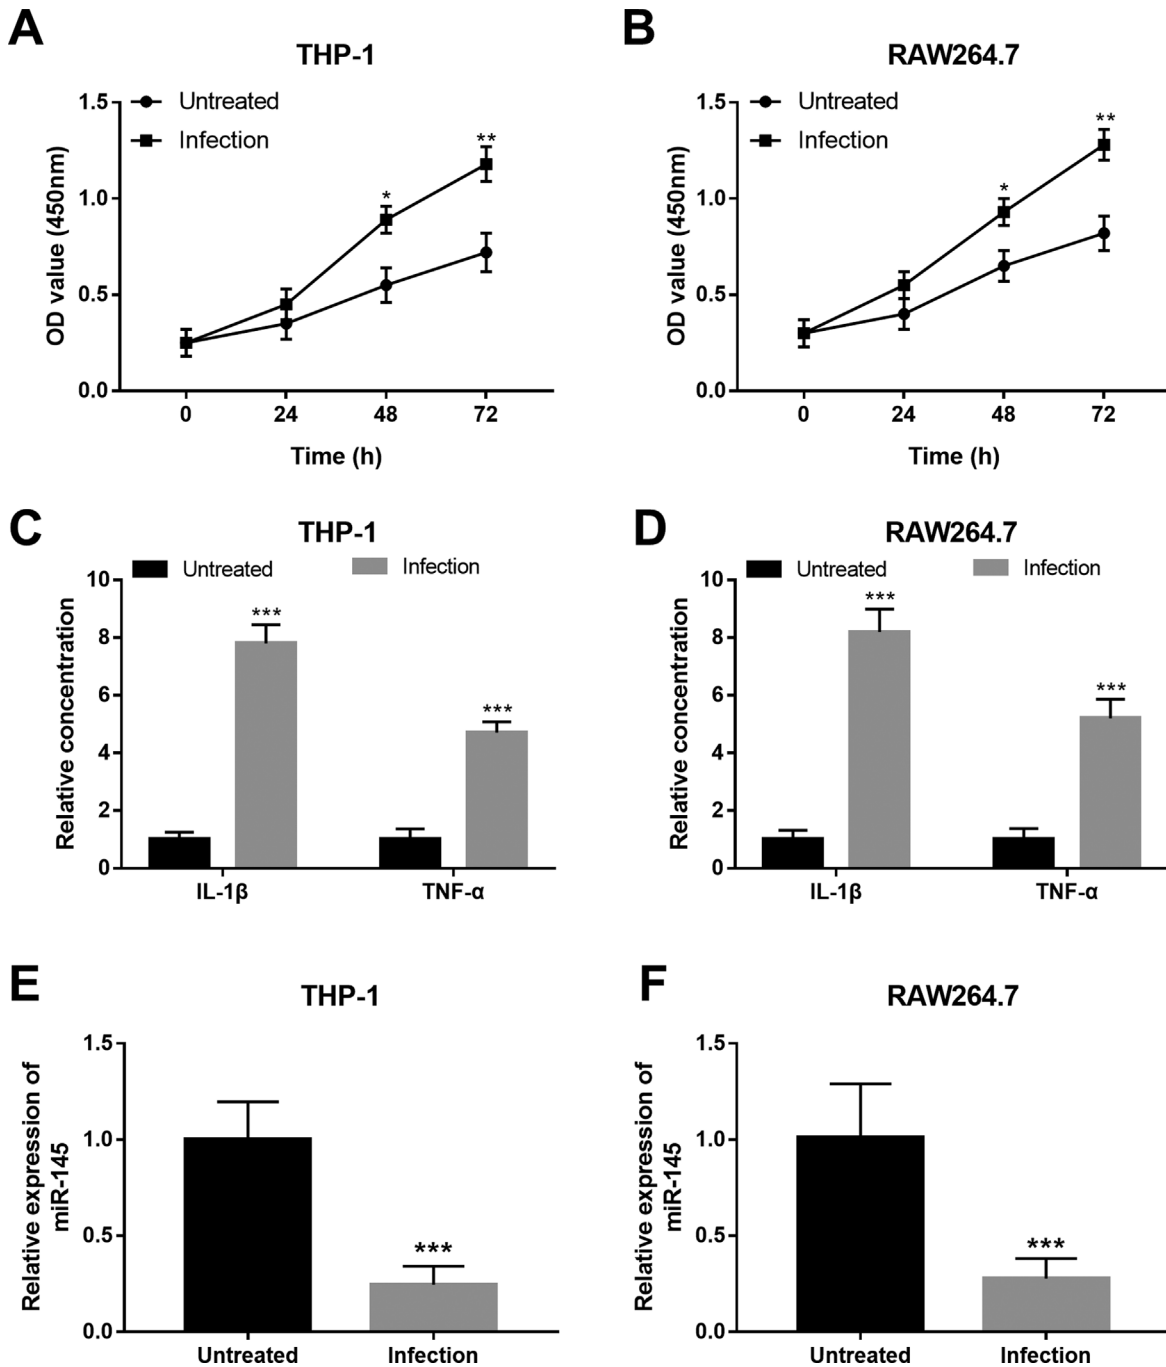 A
THP-1
Untreated
Infection
OD value (450nm)
1.5
1.0
0.5
0.0
*
**
0 24 48 72
Time (h)
B
RAW264.7
Untreated
Infection
OD value (450nm)
1.5
1.0
0.5
0.0
*
**
0 24 48 72
Time (h)
C
THP-1
Untreated Infection
Relative concentration
10
8
6
4
2
0
***
***
IL-1β TNF-α
D
RAW264.7
Untreated Infection
Relative concentration
10
8
6
4
2
0
***
***
IL-1β TNF-α
E
THP-1
Relative expression of
miR-145
1.5
1.0
0.5
0.0
***
Untreated Infection
F
RAW264.7
Relative expression of
miR-145
1.5
1.0
0.5
0.0
***
Untreated Infection